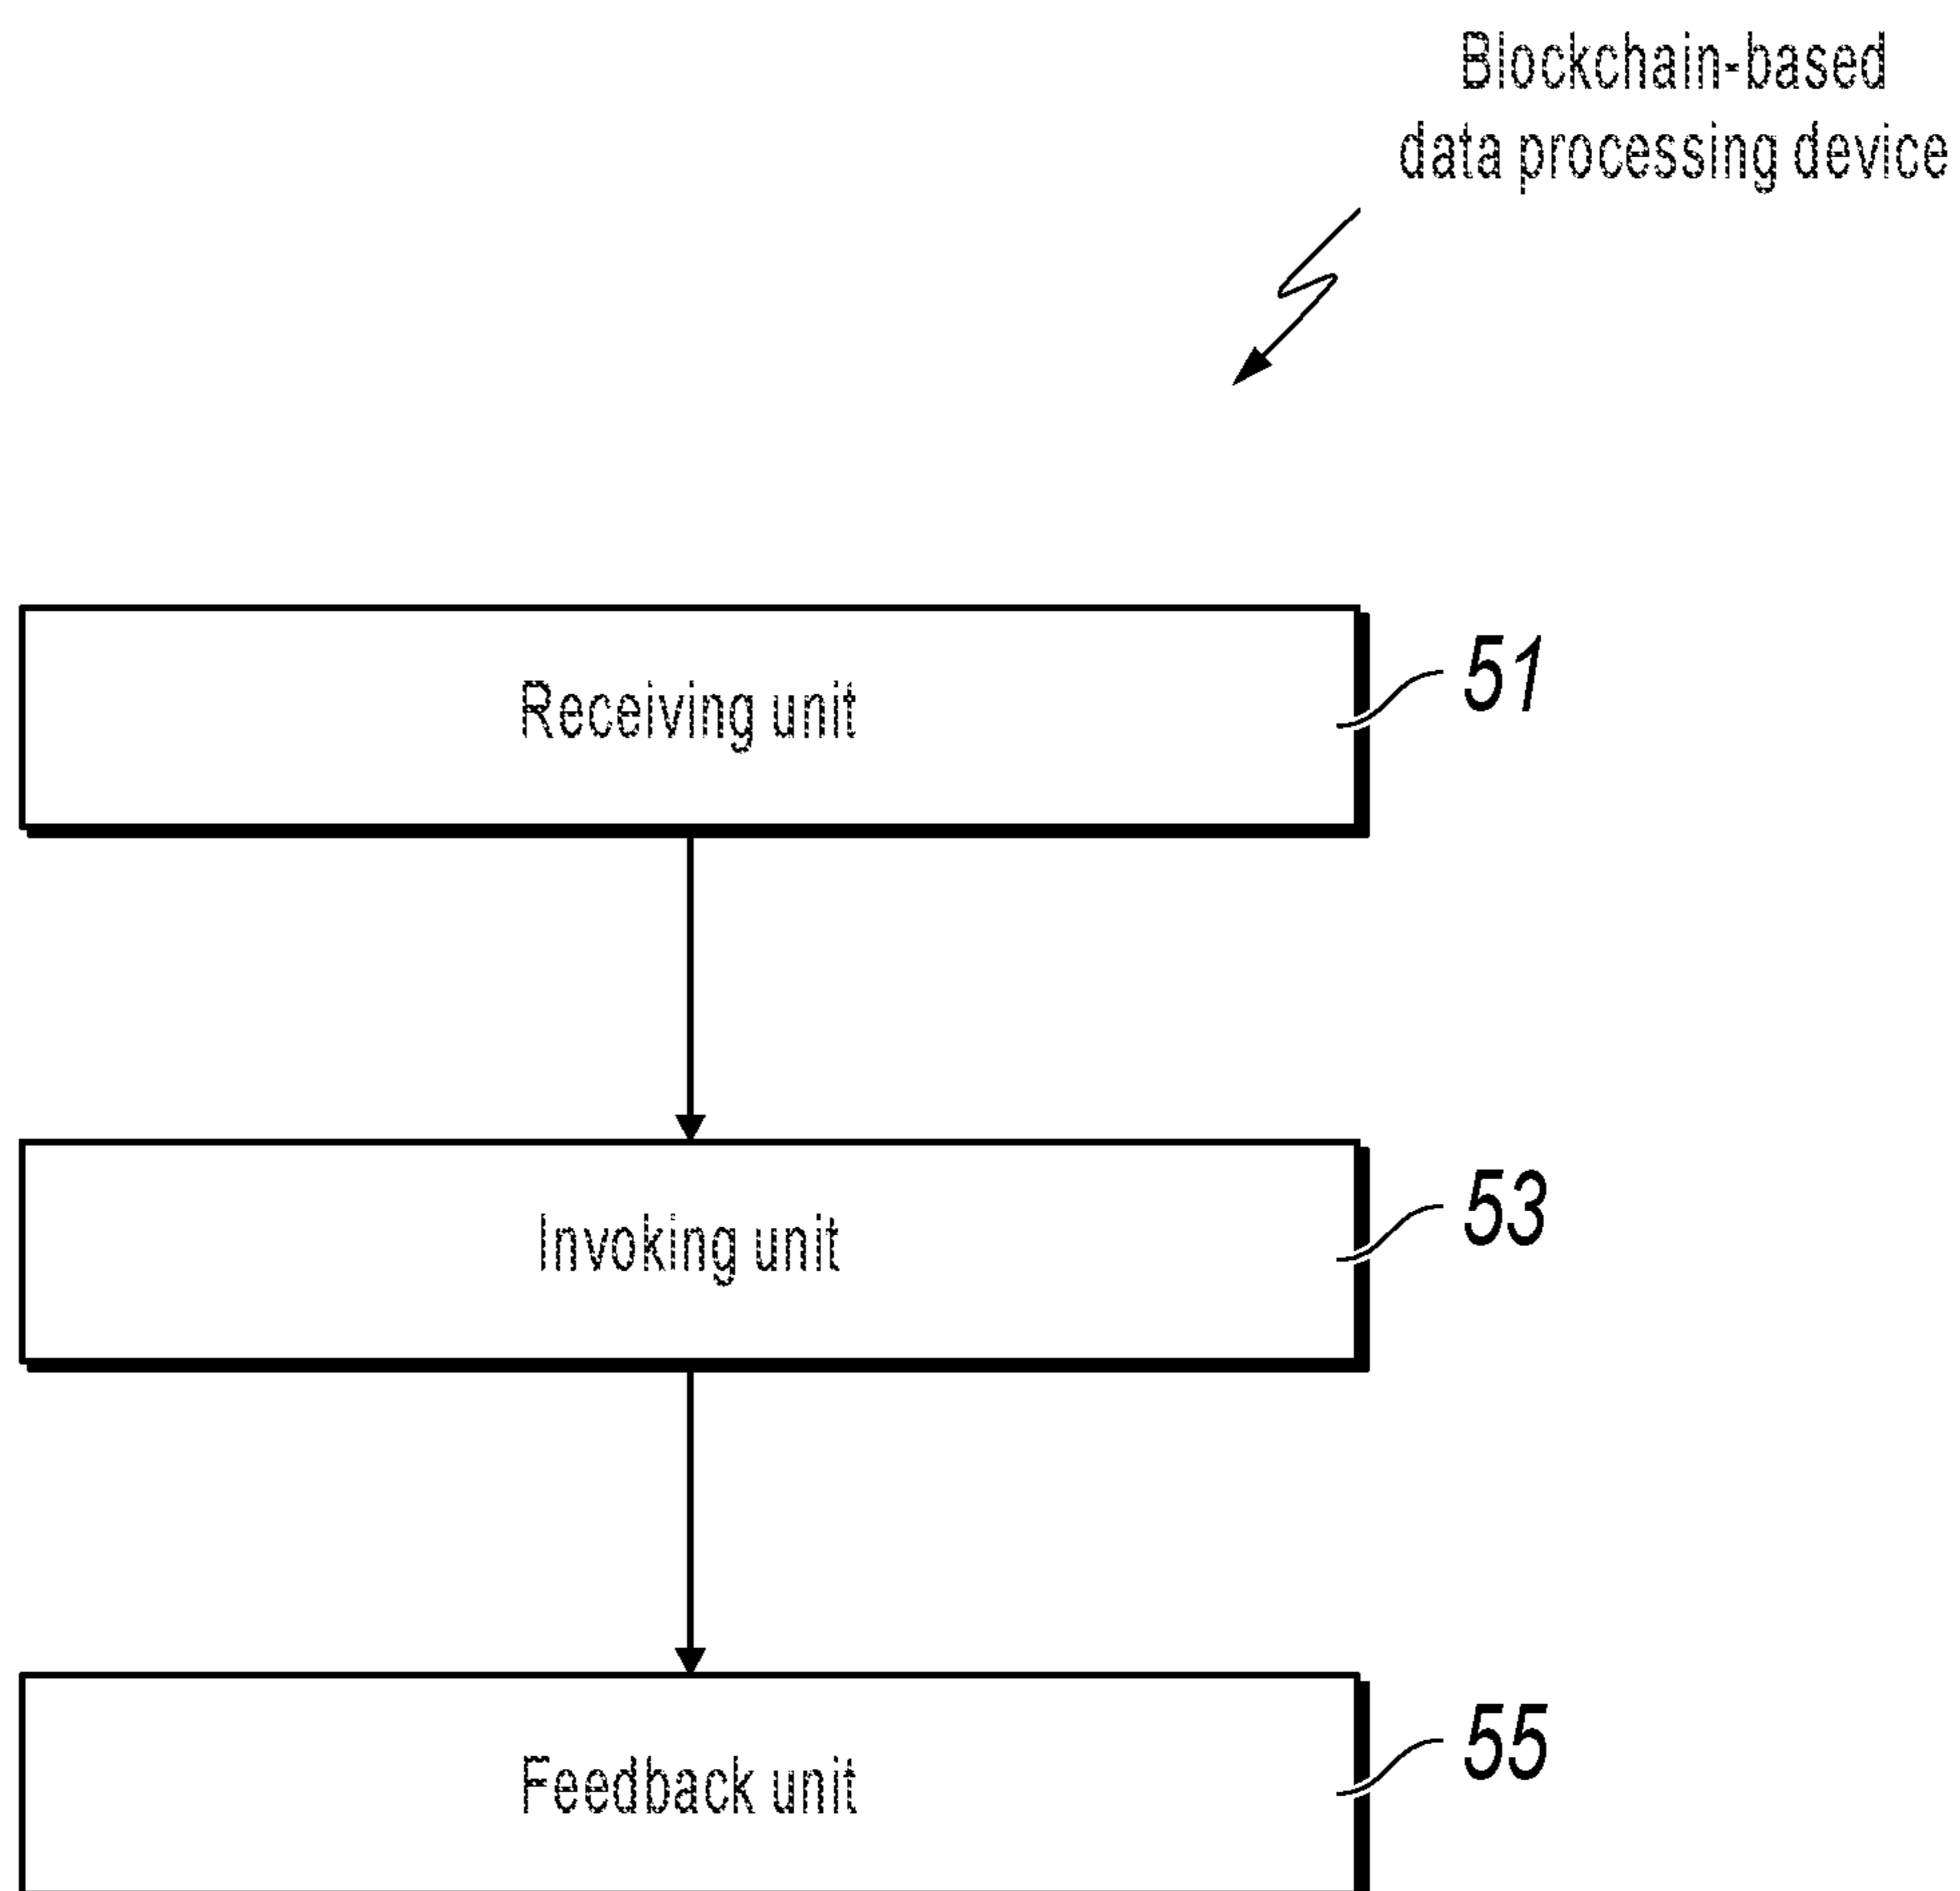 Blockchain-based
data processing device
Receiving unit
51
Invoking unit
53
Feedback unit
55